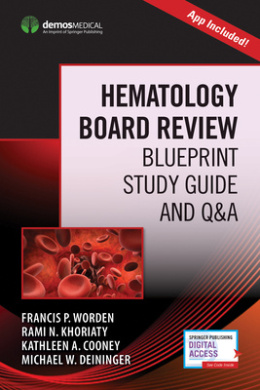 App Included!
demosMEDICAL
An Imprint of Springer Publishing
HEMATOLOGY
BOARD REVIEW
BLUEPRINT
STUDY GUIDE
AND Q&A
FRANCIS P. WORDEN
RAMI N. KHORIATY
KATHLEEN A. COONEY
MICHAEL W. DEININGER
SPRINGER PUBLISHING
DIGITAL
ACCESS